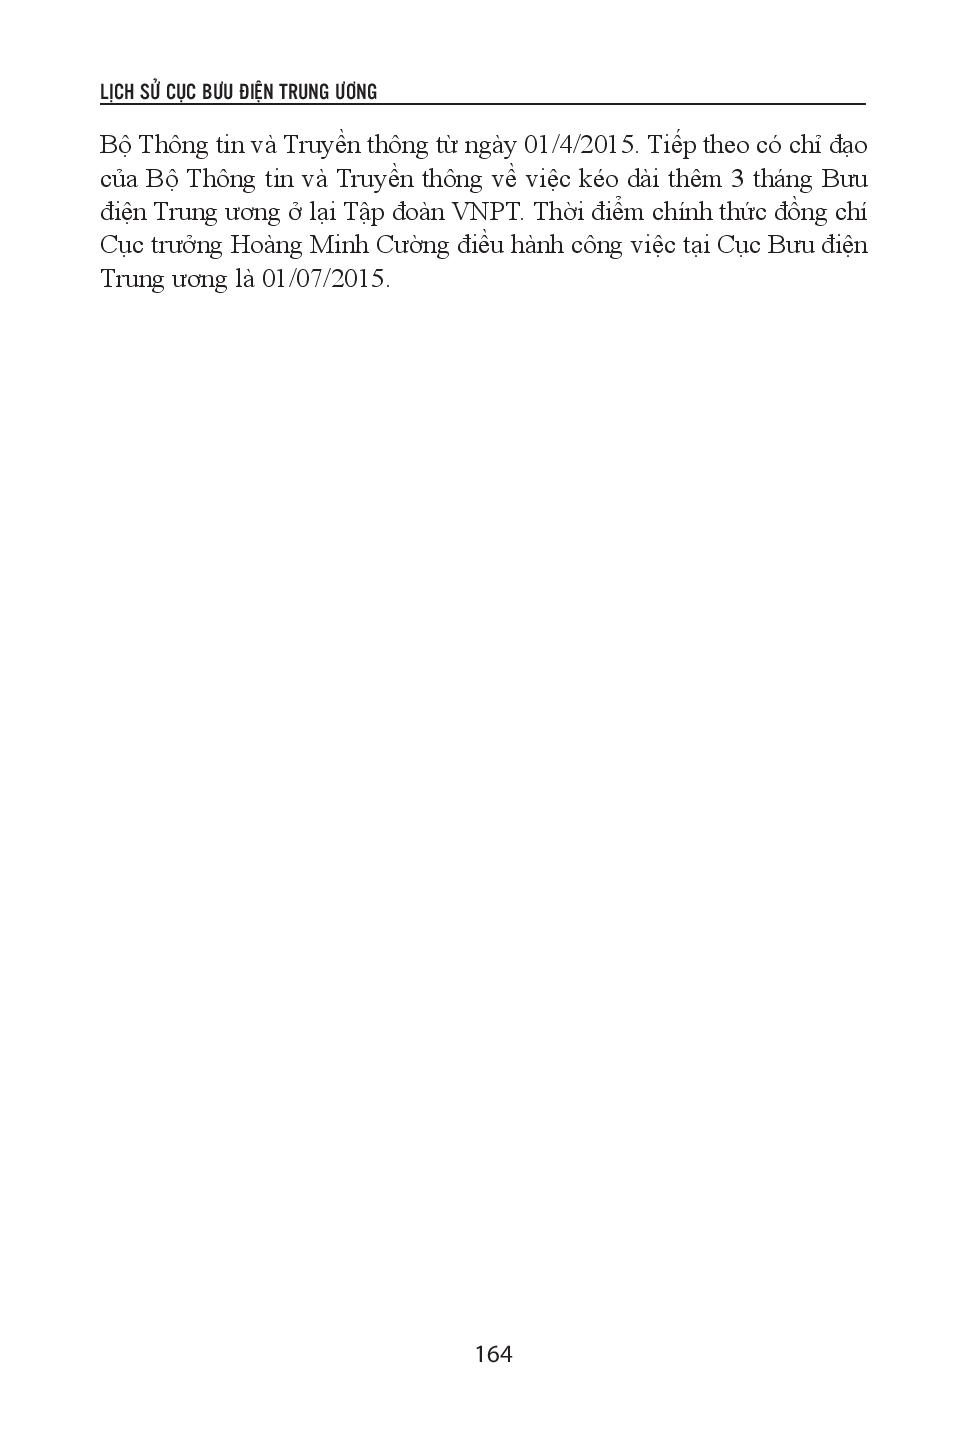 LỊCH SỬ CỤC BƯU ĐIỆN TRUNG ƯƠNG
Bộ Thông tin và Truyền thông từ ngày 01/4/2015. Tiếp theo có chỉ đạo
của Bộ Thông tin và Truyền thông về việc kéo dài thêm 3 tháng Bưu
điện Trung ương ở lại Tập đoàn VNPT. Thời điểm chính thức đồng chí
Cục trưởng Hoàng Minh Cường điều hành công việc tại Cục Bưu điện
Trung ương là 01/07/2015.
164